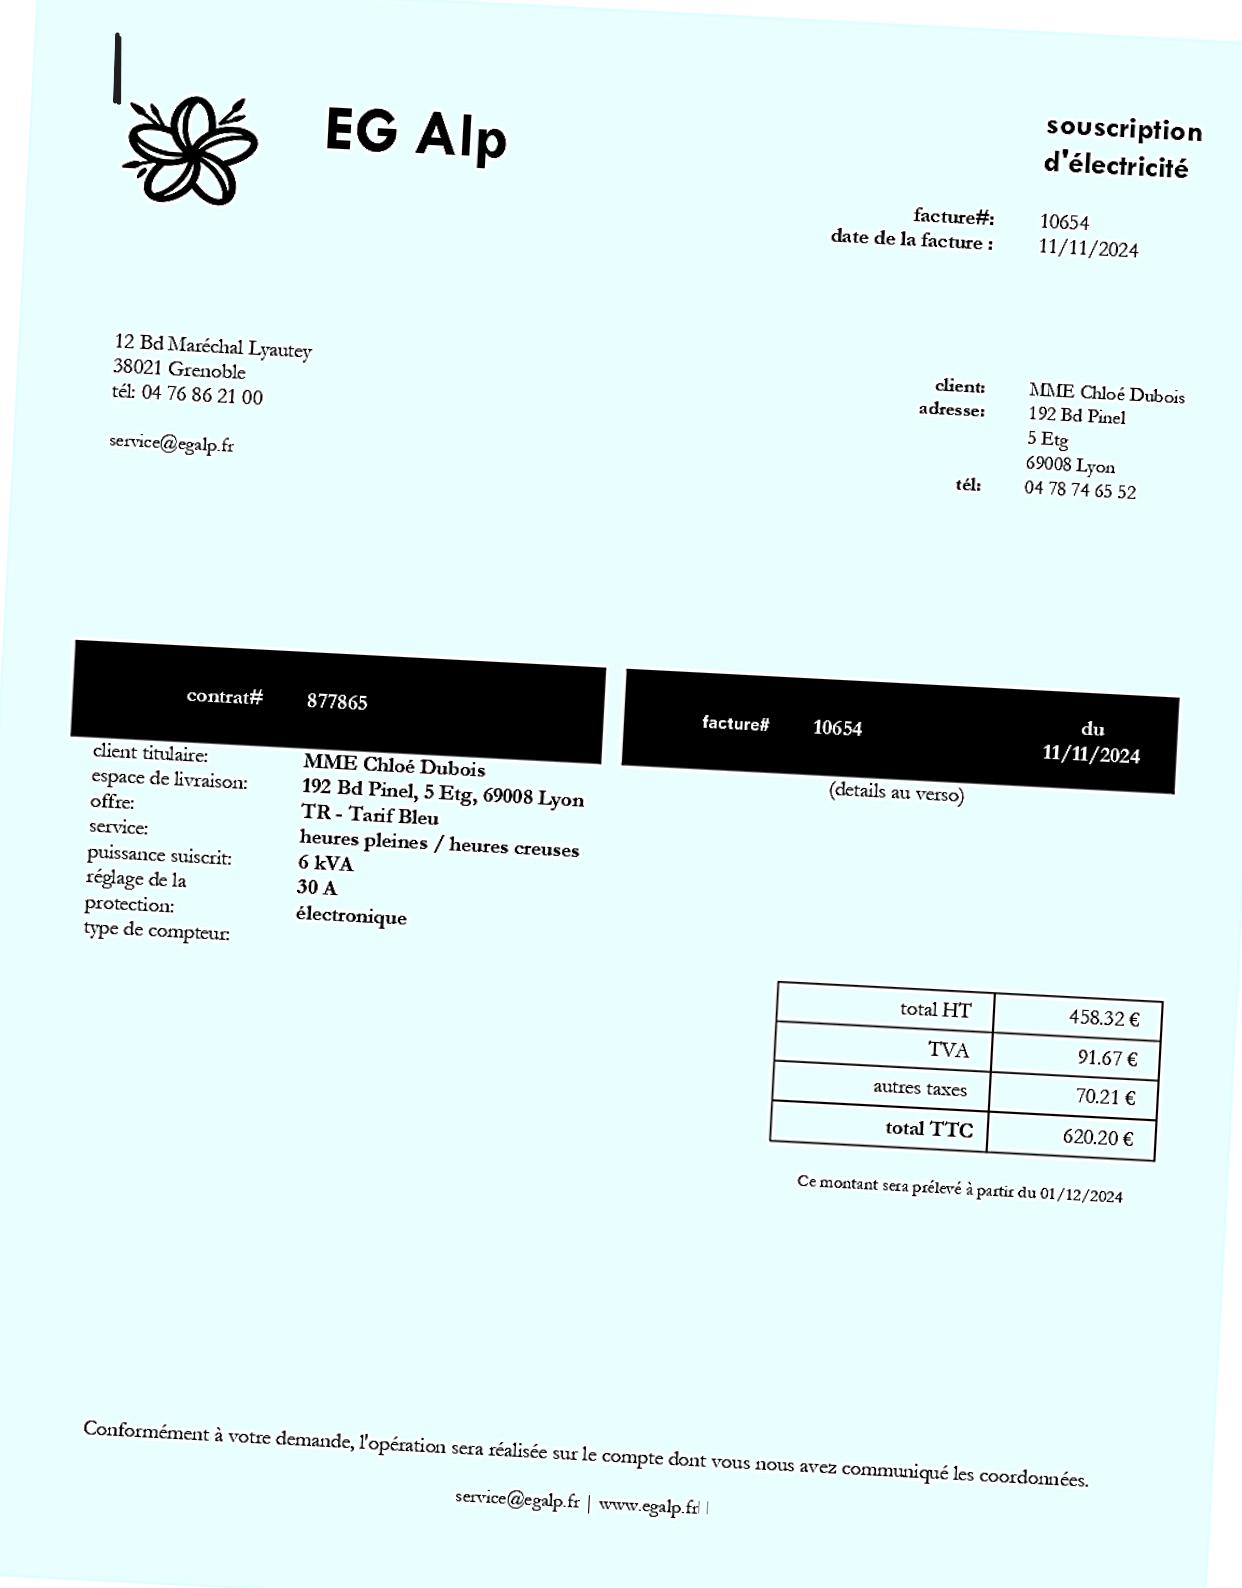 EG Alp
souscription
d'électricité
facture#: 10654
date de la facture : 11/11/2024
12 Bd Maréchal Lyautey
38021 Grenoble
tél: 04 76 86 21 00
service@egalp.fr
client: MME Chloé Dubois
adresse: 192 Bd Pinel
5 Etg
69008 Lyon
tél: 04 78 74 65 52
contrat# 877865
client titulaire: MME Chloé Dubois
espace de livraison: 192 Bd Pinel, 5 Etg, 69008 Lyon
offre: TR - Tarif Bleu
service: heures pleines / heures creuses
puissance suiscrit: 6 kVA
réglage de la 30 A
protection: électronique
type de compteur:
facture# 10654 du
11/11/2024
(details au verso)
total HT 458.32 €
TVA 91.67 €
autres taxes 70.21 €
total TTC 620.20 €
Ce montant sera prélevé à partir du 01/12/2024
Conformément à votre demande, l'opération sera réalisée sur le compte dont vous nous avez communiqué les coordonnées.
service@egalp.fr | www.egalp.fr| |